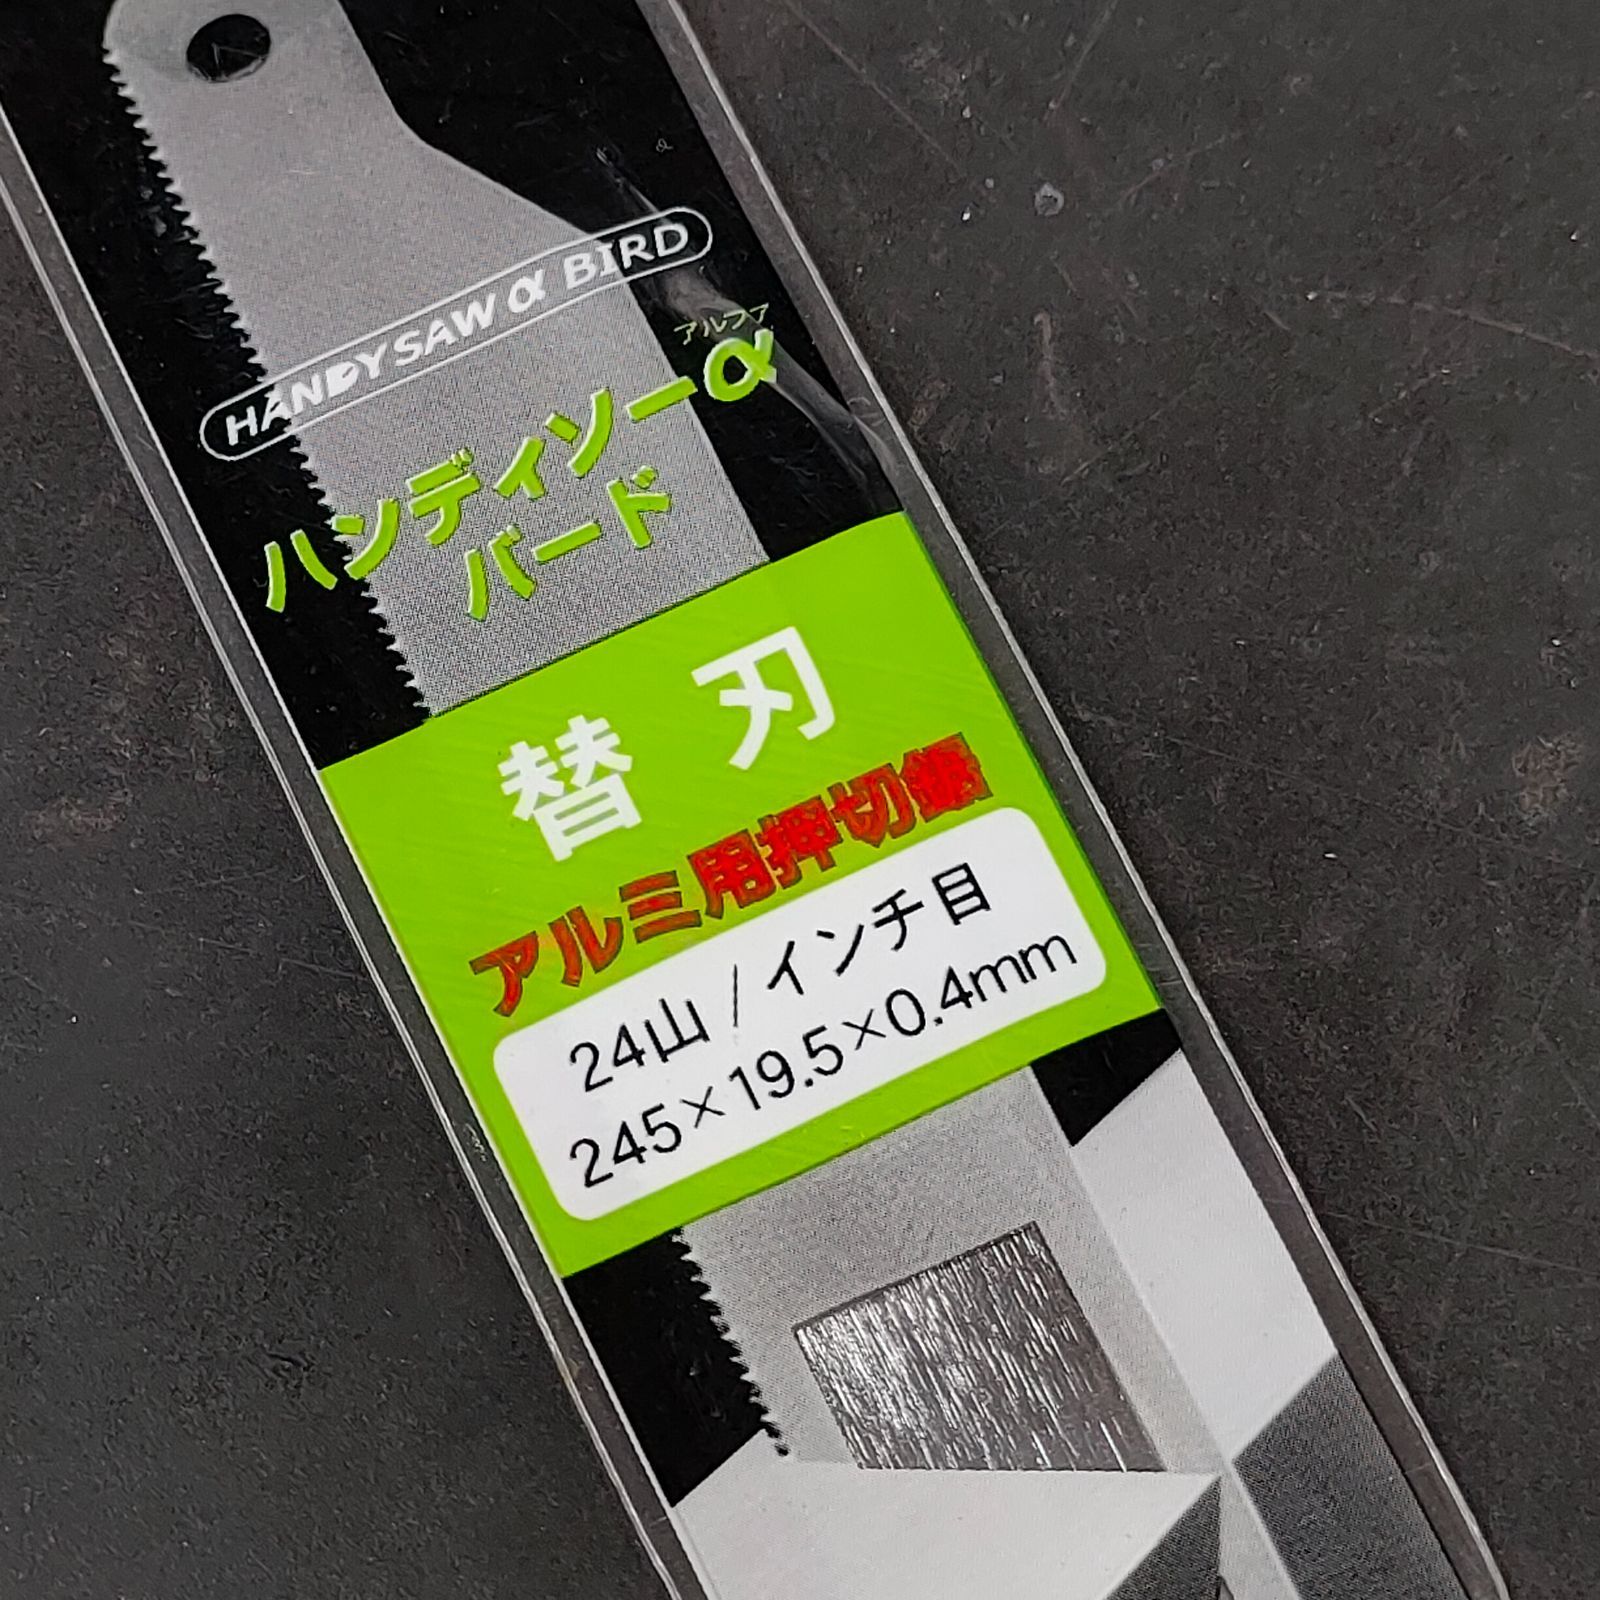 HANDYSAW α BIRD
アルファ
ハンディソーα
バード
替刃
アルミ用押切鋸
24山/インチ目
245×19.5×0.4mm